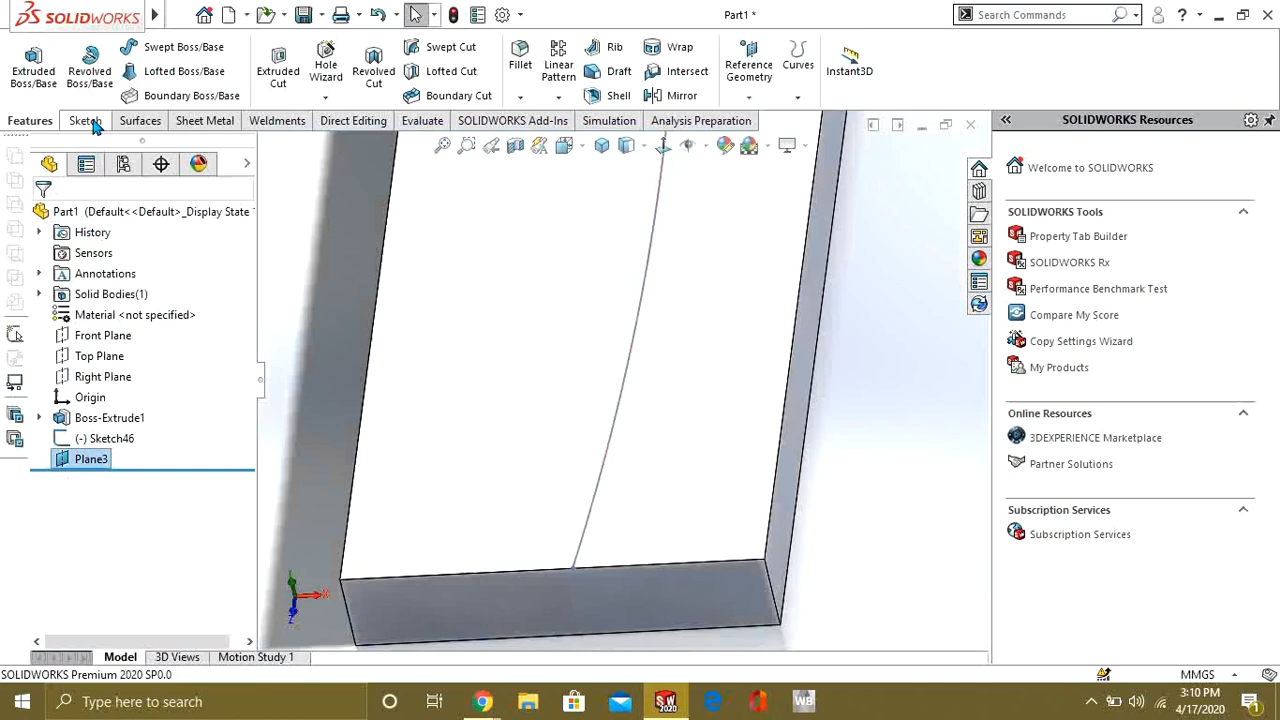 SOLIDWORKS
Part1 *
Search Commands
Extruded Boss/Base
Revolved Boss/Base
Swept Boss/Base
Lofted Boss/Base
Boundary Boss/Base
Extruded Cut
Hole Wizard
Revolved Cut
Swept Cut
Lofted Cut
Boundary Cut
Fillet
Linear Pattern
Rib
Draft
Shell
Wrap
Intersect
Mirror
Reference Geometry
Curves
Instant3D
Features
Sketch
Surfaces
Sheet Metal
Weldments
Direct Editing
Evaluate
SOLIDWORKS Add-Ins
Simulation
Analysis Preparation
Part1 (Default<<Default>_Display State
History
Sensors
Annotations
Solid Bodies(1)
Material <not specified>
Front Plane
Top Plane
Right Plane
Origin
Boss-Extrude1
(-) Sketch46
Plane3
X
Z
SOLIDWORKS Resources
Welcome to SOLIDWORKS
SOLIDWORKS Tools
Property Tab Builder
SOLIDWORKS Rx
Performance Benchmark Test
Compare My Score
Copy Settings Wizard
My Products
Online Resources
3DEXPERIENCE Marketplace
Partner Solutions
Subscription Services
Subscription Services
Model
3D Views
Motion Study 1
SOLIDWORKS Premium 2020 SP0.0
MMGS
Type here to search
SW
2020
WB
3:10 PM
4/17/2020